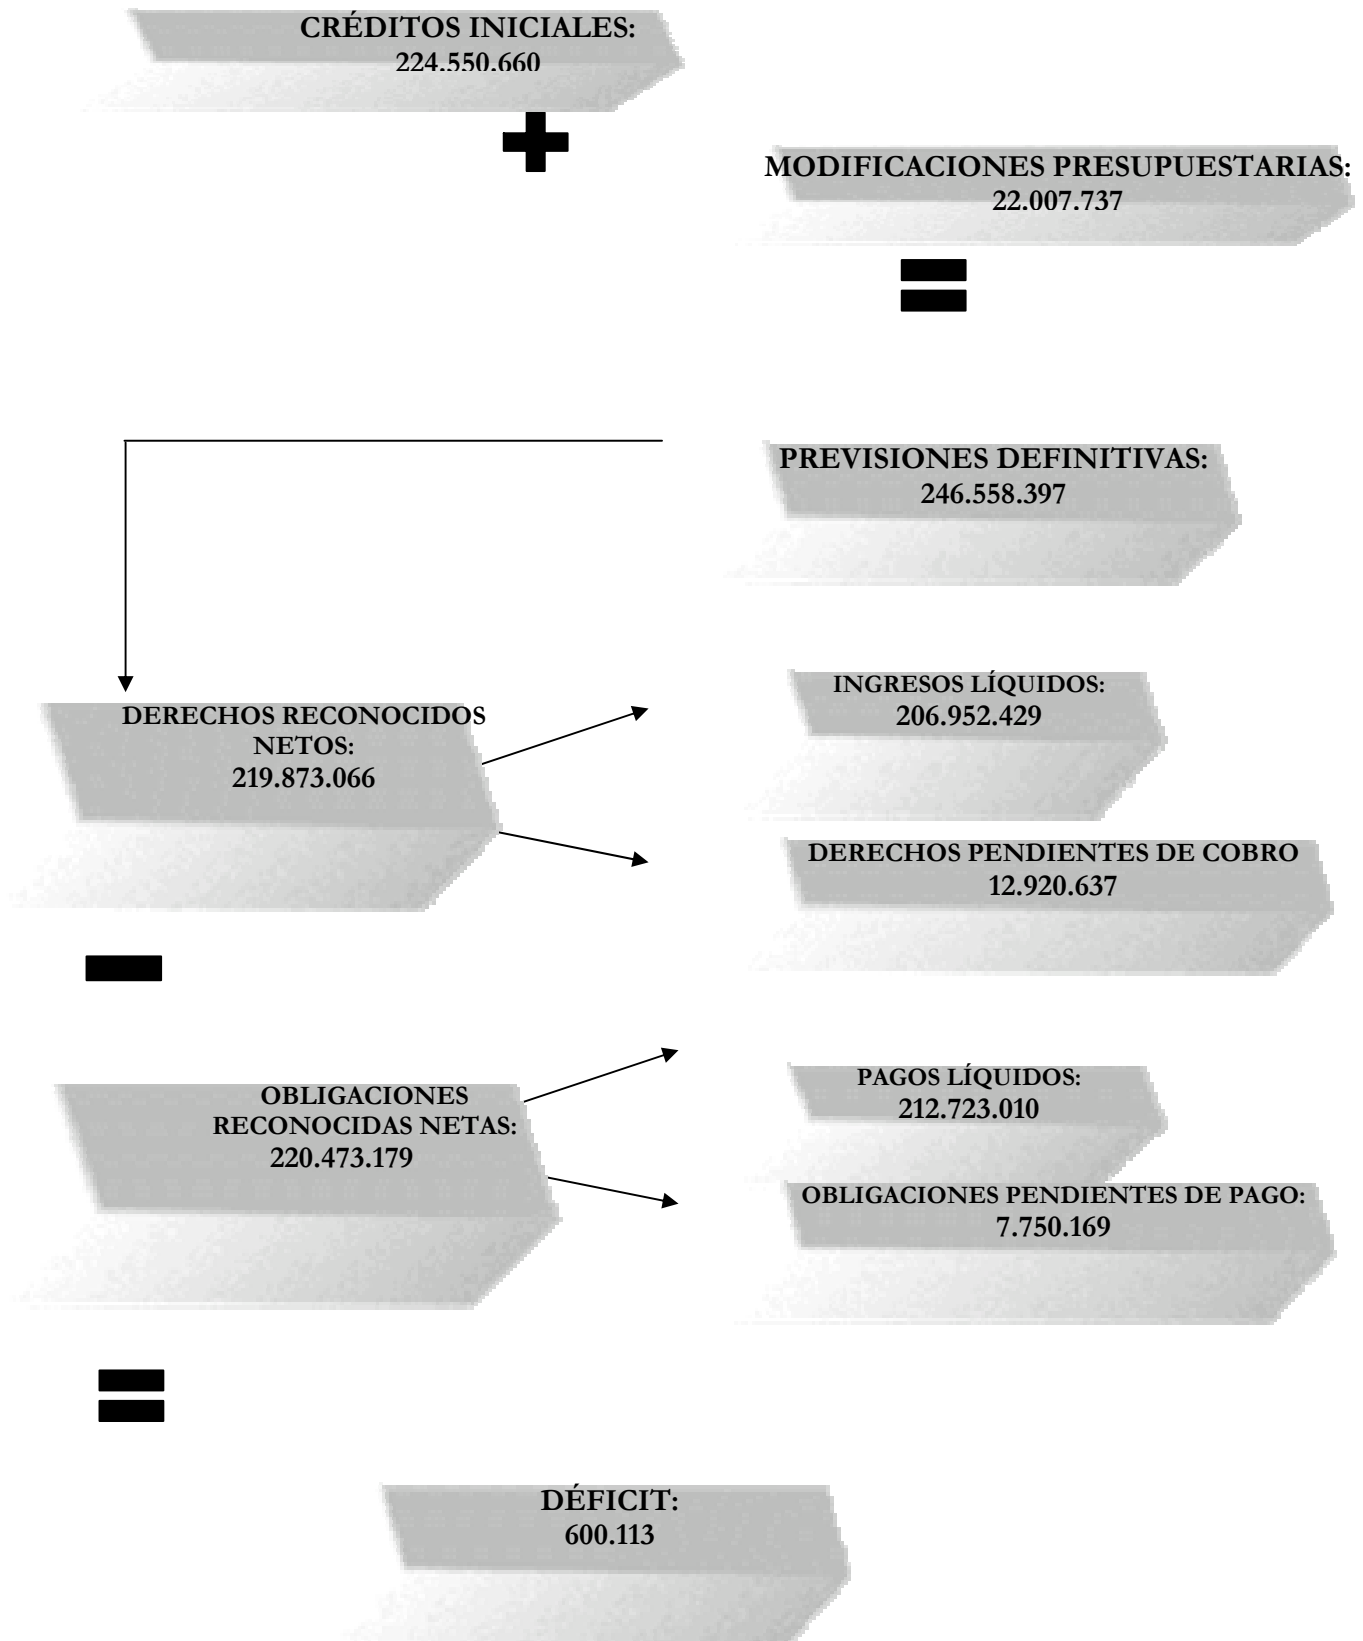 CRÉDITOS INICIALES:
224.550.660
MODIFICACIONES PRESUPUESTARIAS:
22.007.737
PREVISIONES DEFINITIVAS:
246.558.397
DERECHOS RECONOCIDOS
NETOS:
219.873.066
INGRESOS LÍQUIDOS:
206.952.429
DERECHOS PENDIENTES DE COBRO
12.920.637
OBLIGACIONES
RECONOCIDAS NETAS:
220.473.179
PAGOS LÍQUIDOS:
212.723.010
OBLIGACIONES PENDIENTES DE PAGO:
7.750.169
DÉFICIT:
600.113